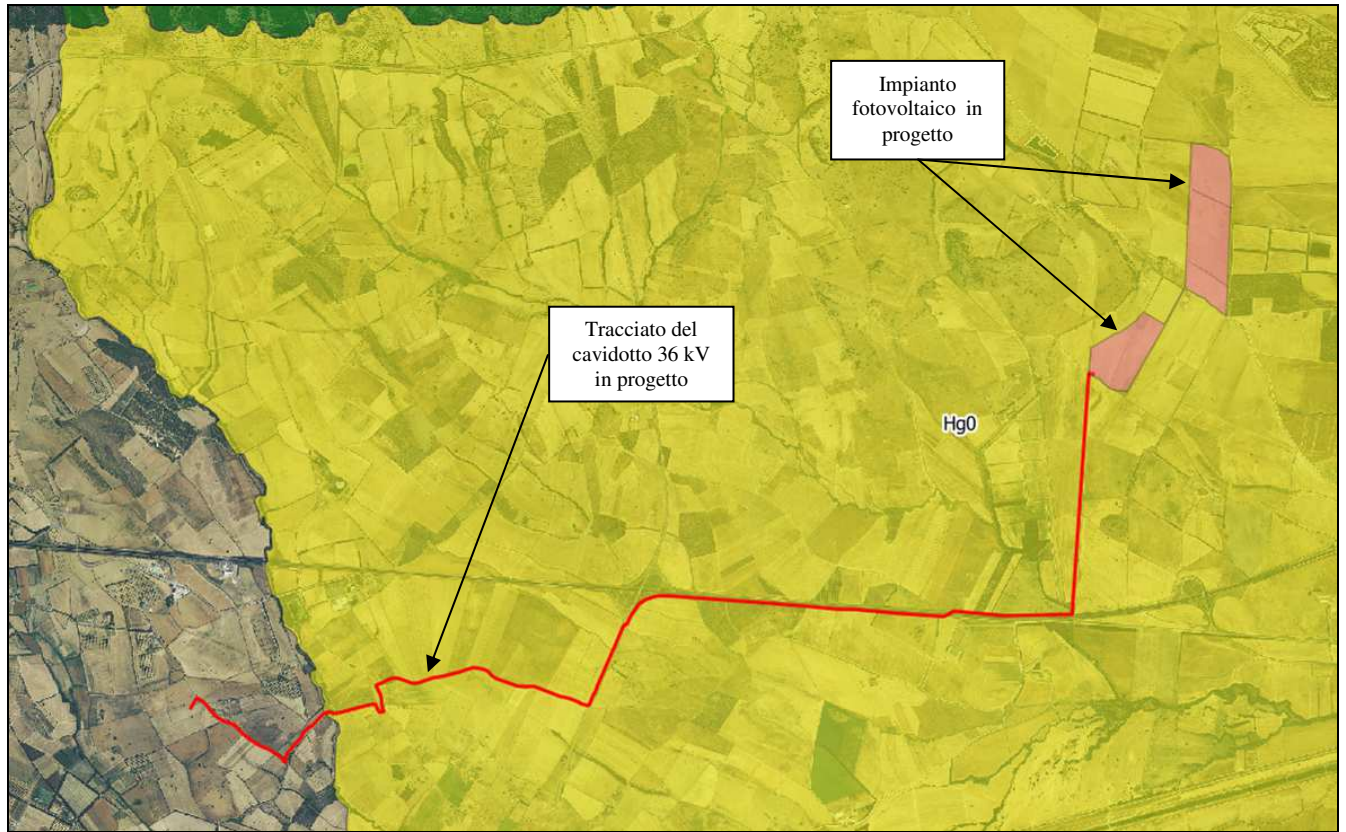 Impianto
fotovoltaico in
progetto
Tracciato del
cavidotto 36 kV
in progetto
Hg0